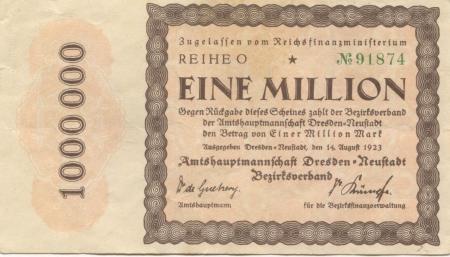 1000000
Zugelassen vom Reichsfinanzministerium
REIHE O * № 91874
EINE MILLION
Gegen Rückgabe dieses Scheines zahlt der Bezirksverband
der Amtshauptmannschaft Dresden-Neustadt
den Betrag von Einer Million Mark
Ausgegeben Dresden-Neustadt, den 14. August 1923
Amtshauptmannschaft Dresden-Neustadt
Bezirksverband
Amtshauptmann für die Bezirksfinanzverwaltung